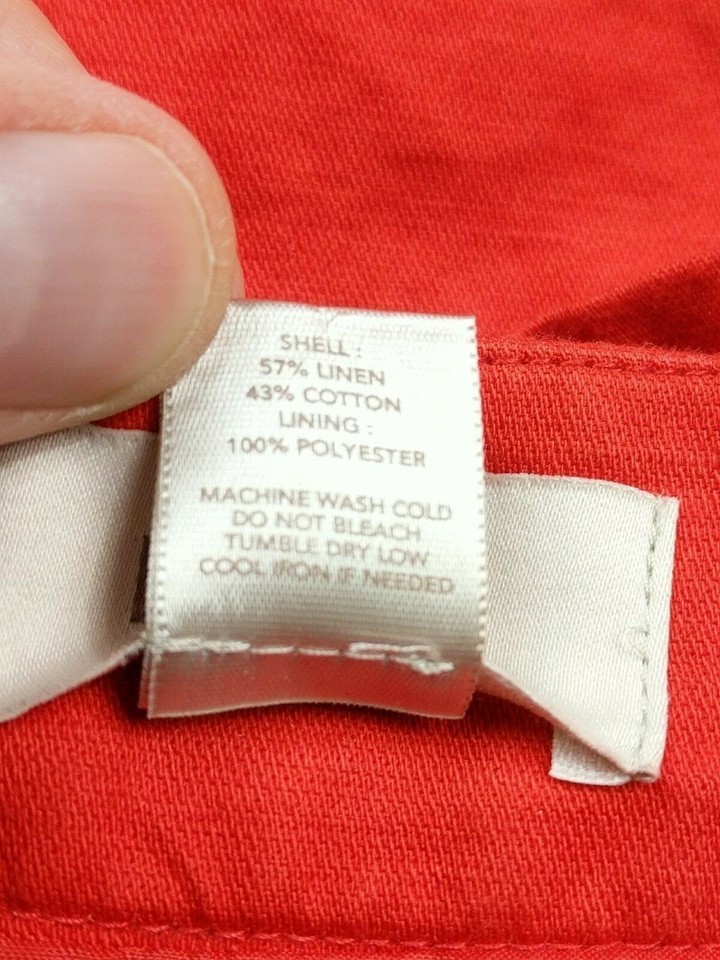 SHELL :
57% LINEN
43% COTTON
LINING :
100% POLYESTER
MACHINE WASH COLD
DO NOT BLEACH
TUMBLE DRY LOW
COOL IRON IF NEEDED